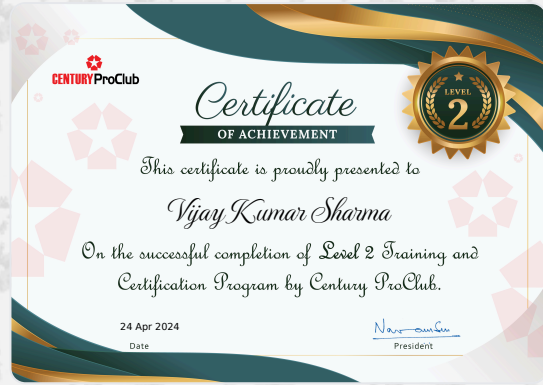 CENTURY ProClub
Certificate
OF ACHIEVEMENT
LEVEL
2
This certificate is proudly presented to
Vijay Kumar Sharma
On the successful completion of Level 2 Training and
Certification Program by Century ProClub.
24 Apr 2024
Date
President